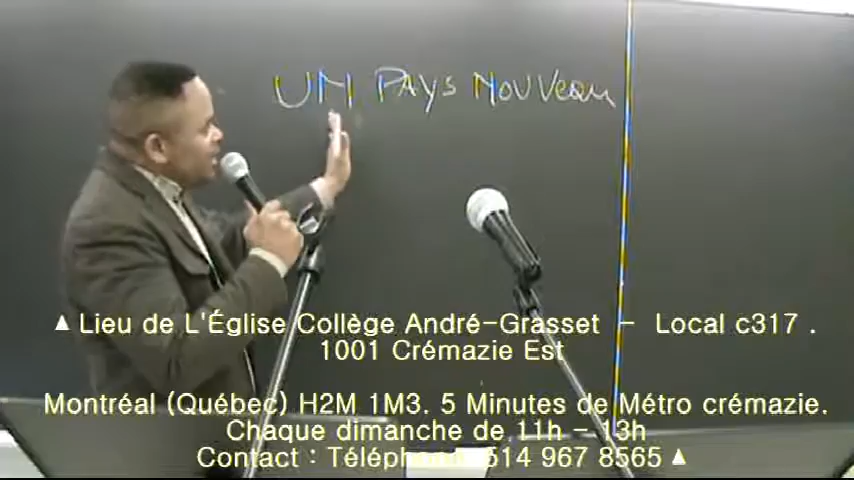 UN PAYS NOUVeau
▲ Lieu de L'Église Collège André-Grasset - Local c317 .
1001 Crémazie Est
Montréal (Québec) H2M 1M3. 5 Minutes de Métro crémazie.
Chaque dimanche de 11h - 13h
Contact : Téléphone 514 967 8565 ▲